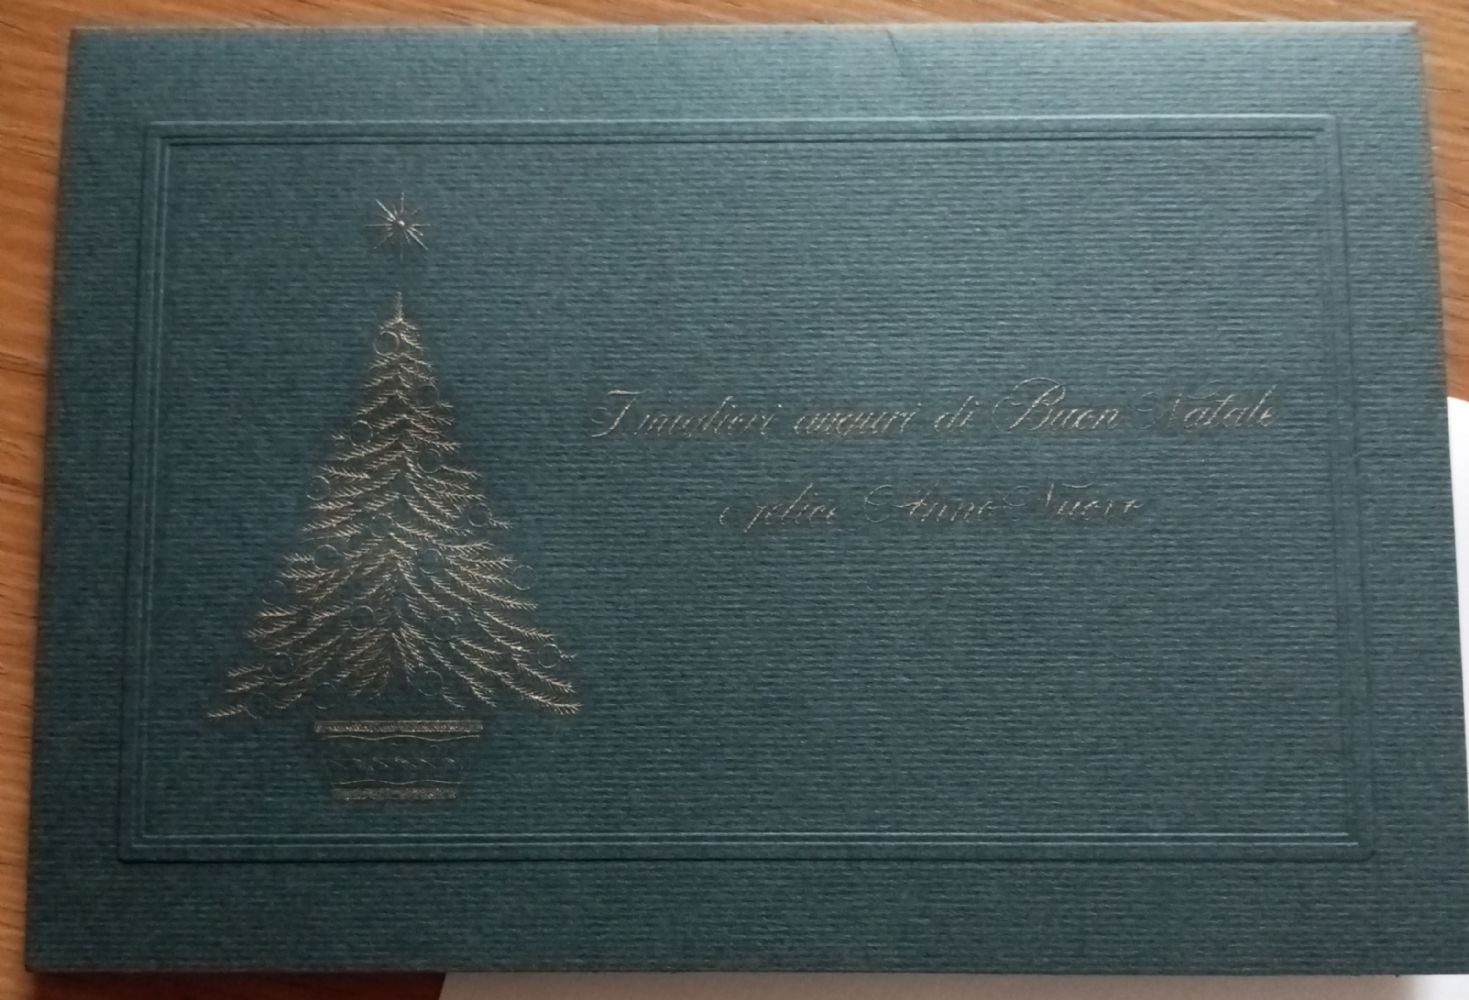 I migliori auguri di Buon Natale
e felice Anno Nuovo